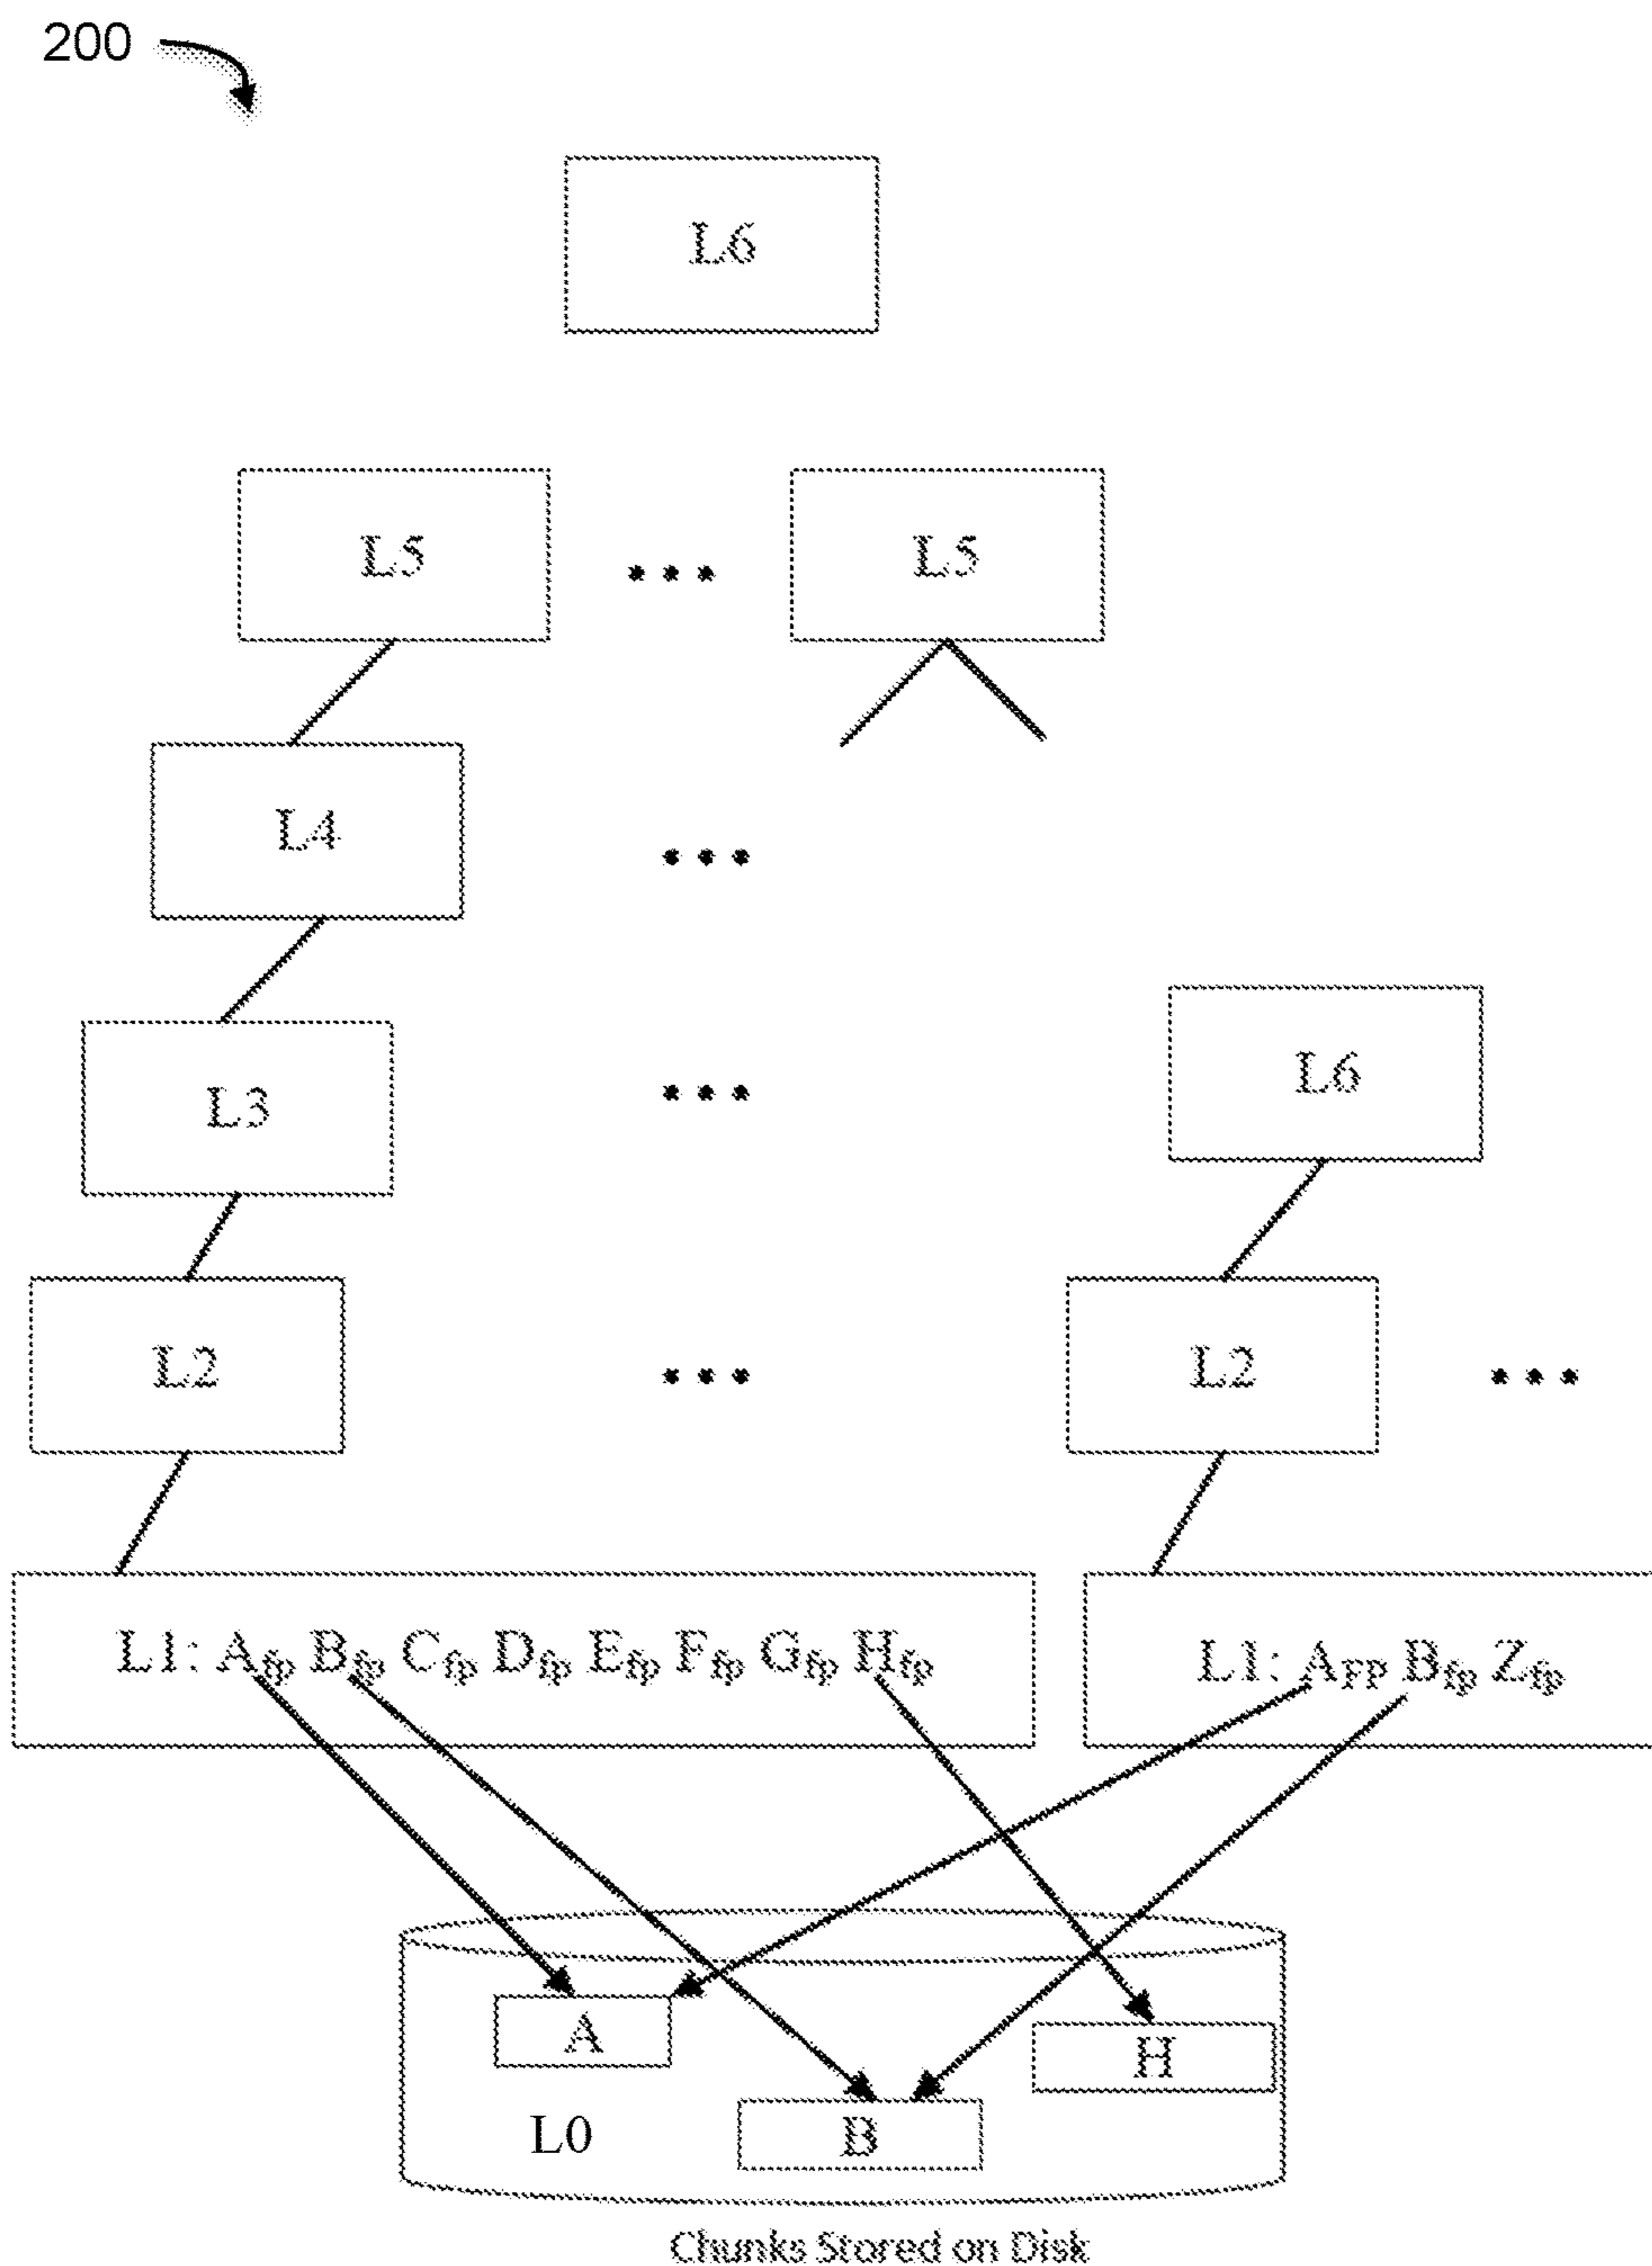 200
L6
L5 ... L5
L4 ...
L3 ...
L6
L2 ... L2 ...
L1: Afp Bfp Cfp Dfp Efp Ffp Gfp Hfp
L1: AFP Bfp Zfp
A
H
L0
B
Chunks Stored on Disk